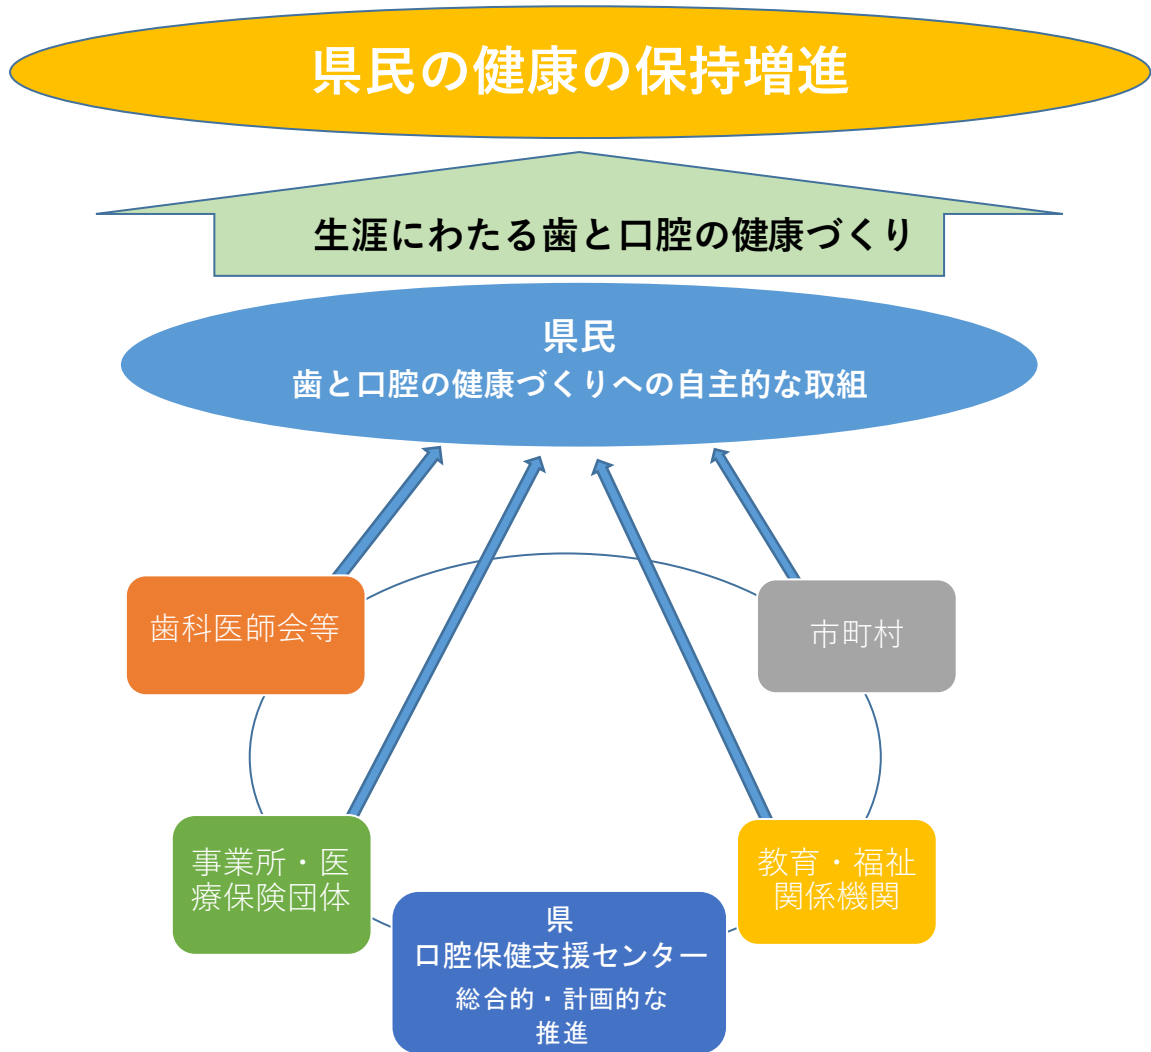 県民の健康の保持増進
生涯にわたる歯と口腔の健康づくり
県民
歯と口腔の健康づくりへの自主的な取組
歯科医師会等
市町村
事業所・医
療保険団体
教育・福祉
関係機関
県
口腔保健支援センター
総合的・計画的な
推進